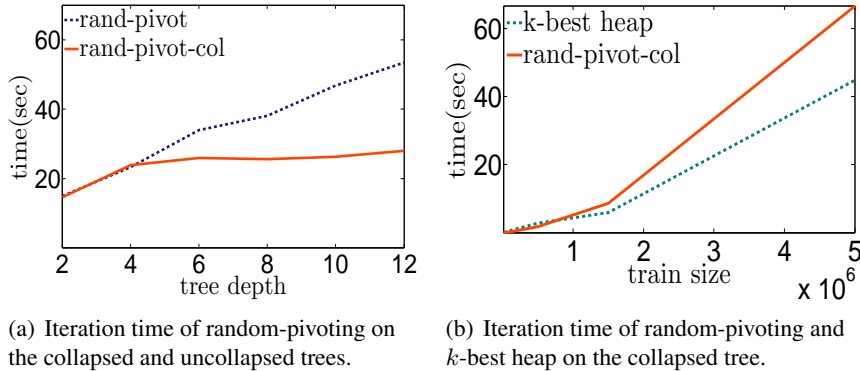 60
40
20
time(sec)
rand-pivot
rand-pivot-col
2 4 6 8 10 12
tree depth
(a) Iteration time of random-pivoting on
the collapsed and uncollapsed trees.
60
40
20
time(sec)
k-best heap
rand-pivot-col
1 2 3 4 5
train size
x 10^6
(b) Iteration time of random-pivoting and
k-best heap on the collapsed tree.